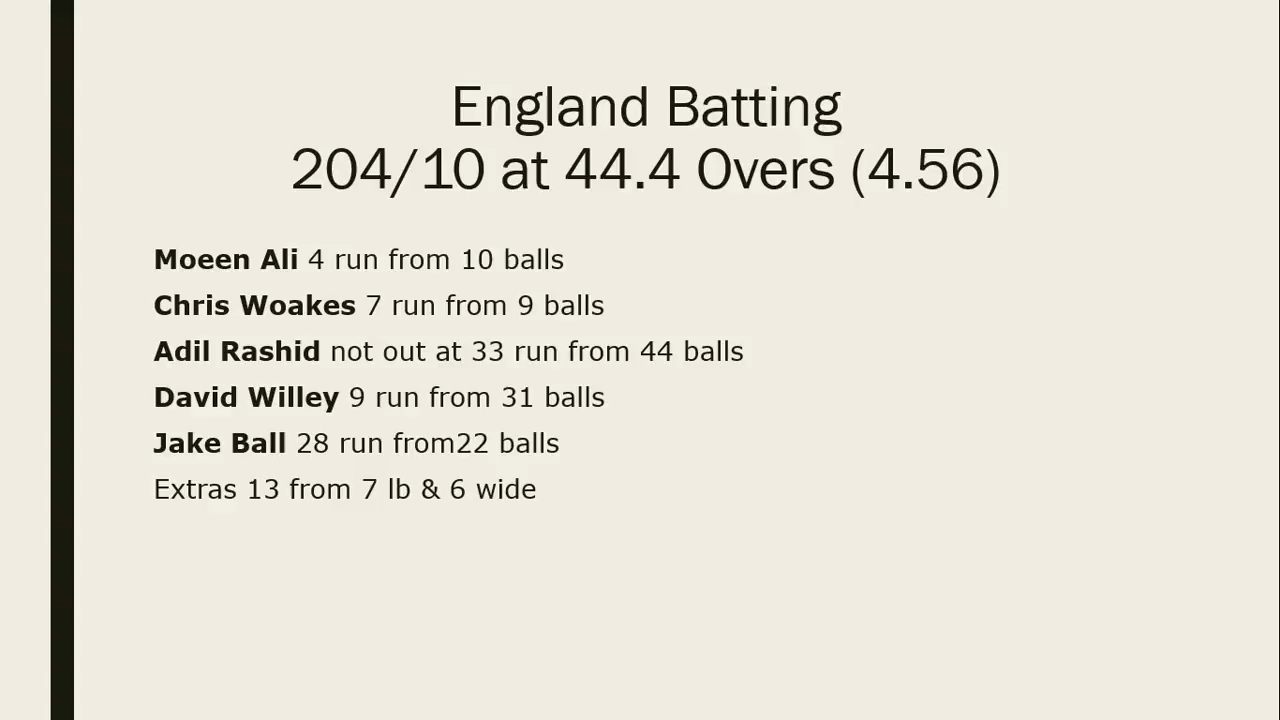 England Batting
204/10 at 44.4 Overs (4.56)
Moeen Ali 4 run from 10 balls
Chris Woakes 7 run from 9 balls
Adil Rashid not out at 33 run from 44 balls
David Willey 9 run from 31 balls
Jake Ball 28 run from22 balls
Extras 13 from 7 lb & 6 wide